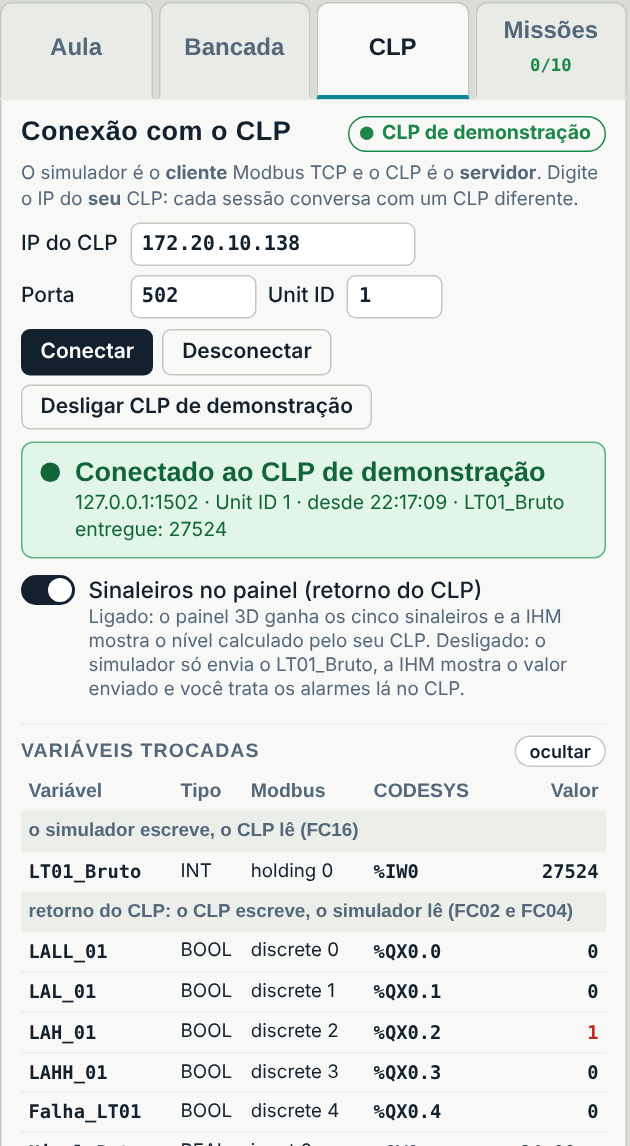 Aula
Bancada
CLP
Missões
0/10
Conexão com o CLP
CLP de demonstração
O simulador é o cliente Modbus TCP e o CLP é o servidor. Digite
o IP do seu CLP: cada sessão conversa com um CLP diferente.
IP do CLP 172.20.10.138
Porta 502 Unit ID 1
Conectar Desconectar
Desligar CLP de demonstração
Conectado ao CLP de demonstração
127.0.0.1:1502 · Unit ID 1 · desde 22:17:09 · LT01_Bruto
entregue: 27524
Sinaleiros no painel (retorno do CLP)
Ligado: o painel 3D ganha os cinco sinaleiros e a IHM
mostra o nível calculado pelo seu CLP. Desligado: o
simulador só envia o LT01_Bruto, a IHM mostra o valor
enviado e você trata os alarmes lá no CLP.
VARIÁVEIS TROCADAS ocultar
Variável Tipo Modbus CODESYS Valor
o simulador escreve, o CLP lê (FC16)
LT01_Bruto INT holding 0 %IW0 27524
retorno do CLP: o CLP escreve, o simulador lê (FC02 e FC04)
LALL_01 BOOL discrete 0 %QX0.0 0
LAL_01 BOOL discrete 1 %QX0.1 0
LAH_01 BOOL discrete 2 %QX0.2 1
LAHH_01 BOOL discrete 3 %QX0.3 0
Falha_LT01 BOOL discrete 4 %QX0.4 0